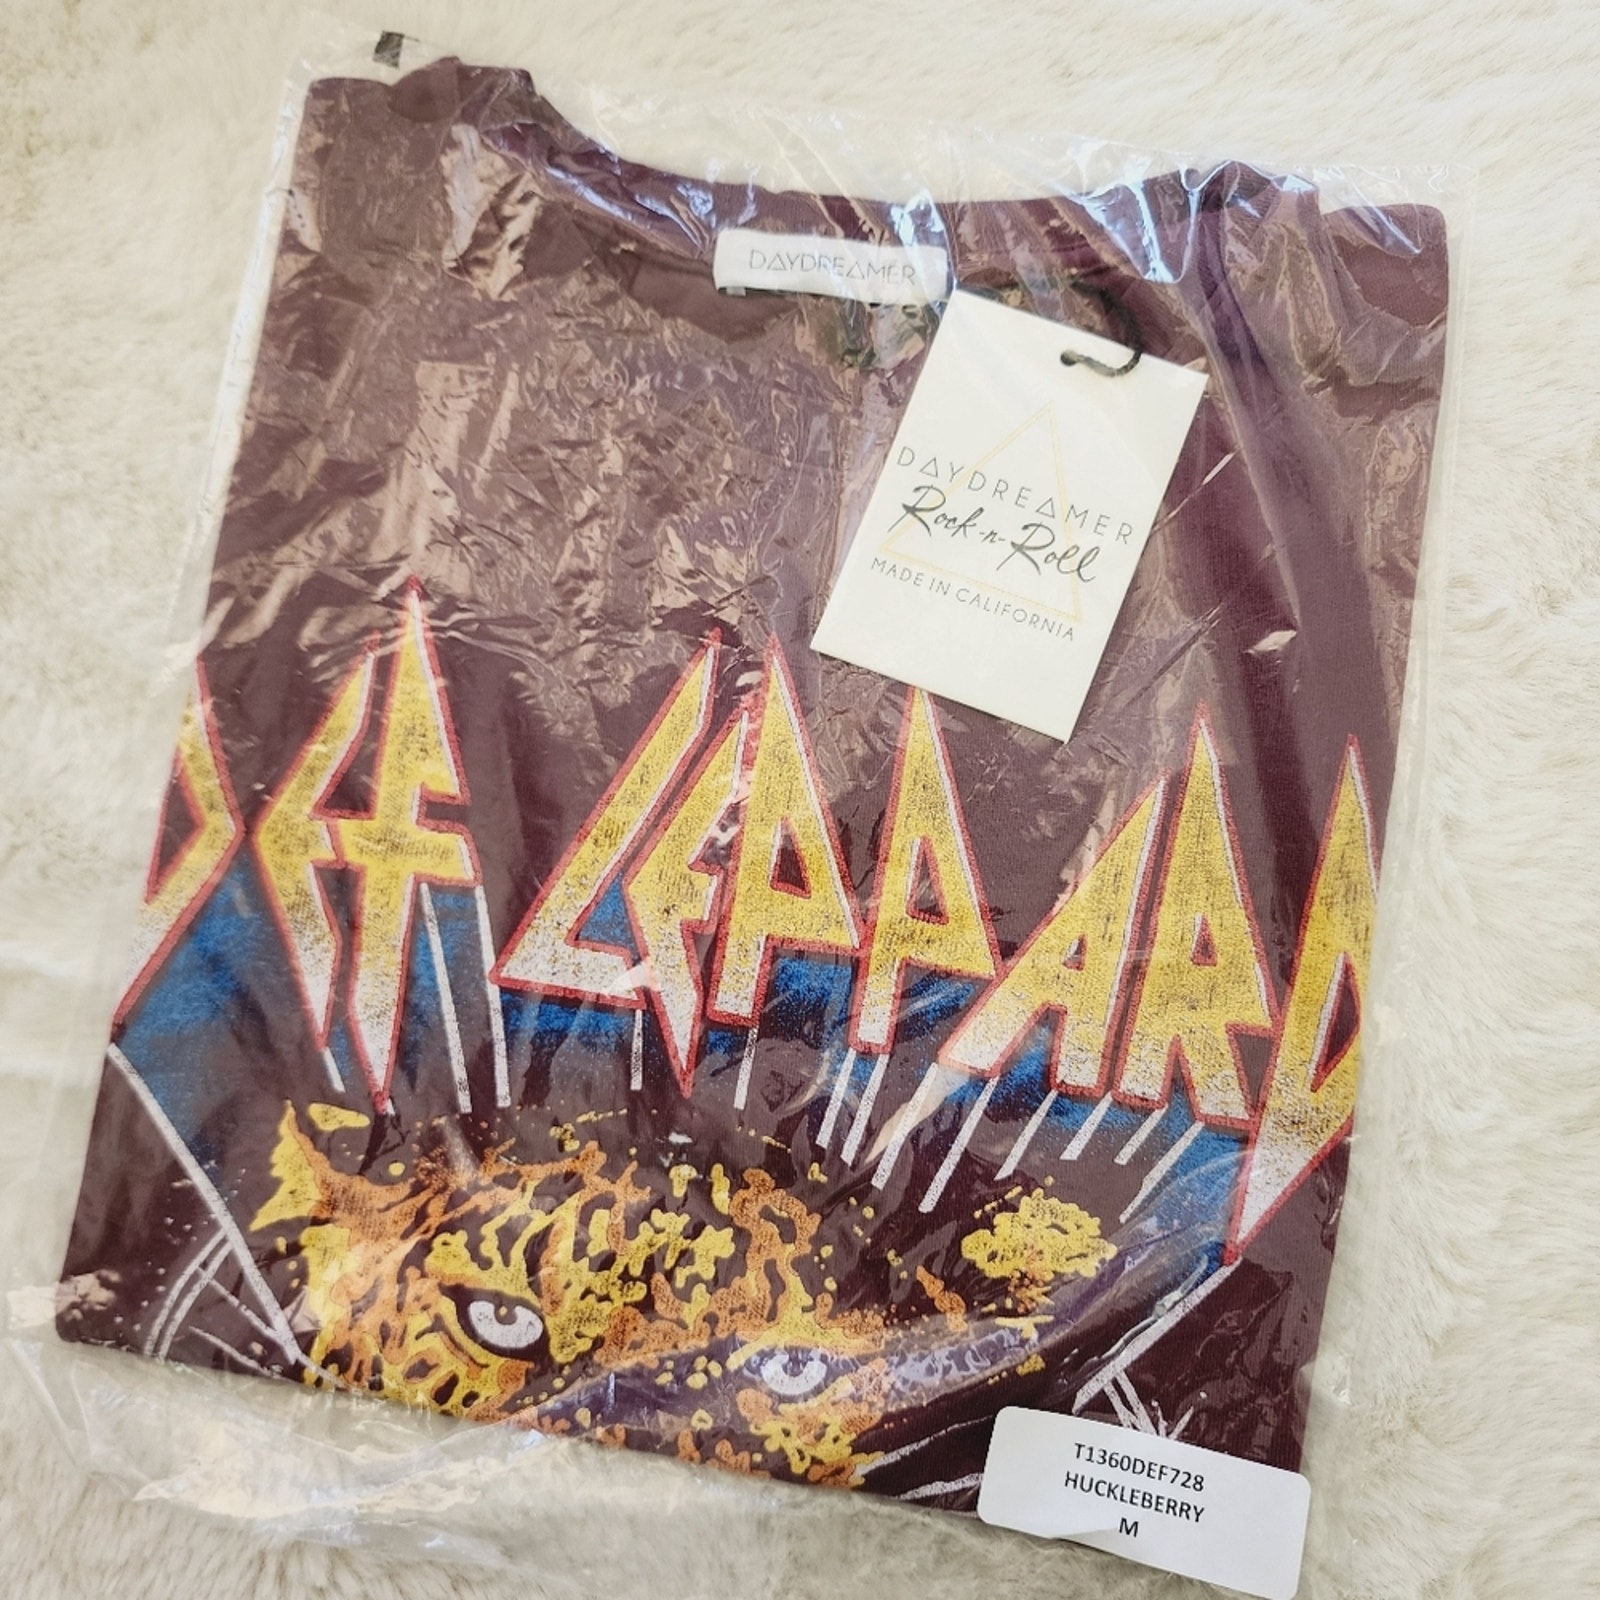 DAYDREAMER
DAYDREAMER
Rock-n-Roll
MADE IN CALIFORNIA
DEF LEPPARD
T1360DEF728
HUCKLEBERRY
M